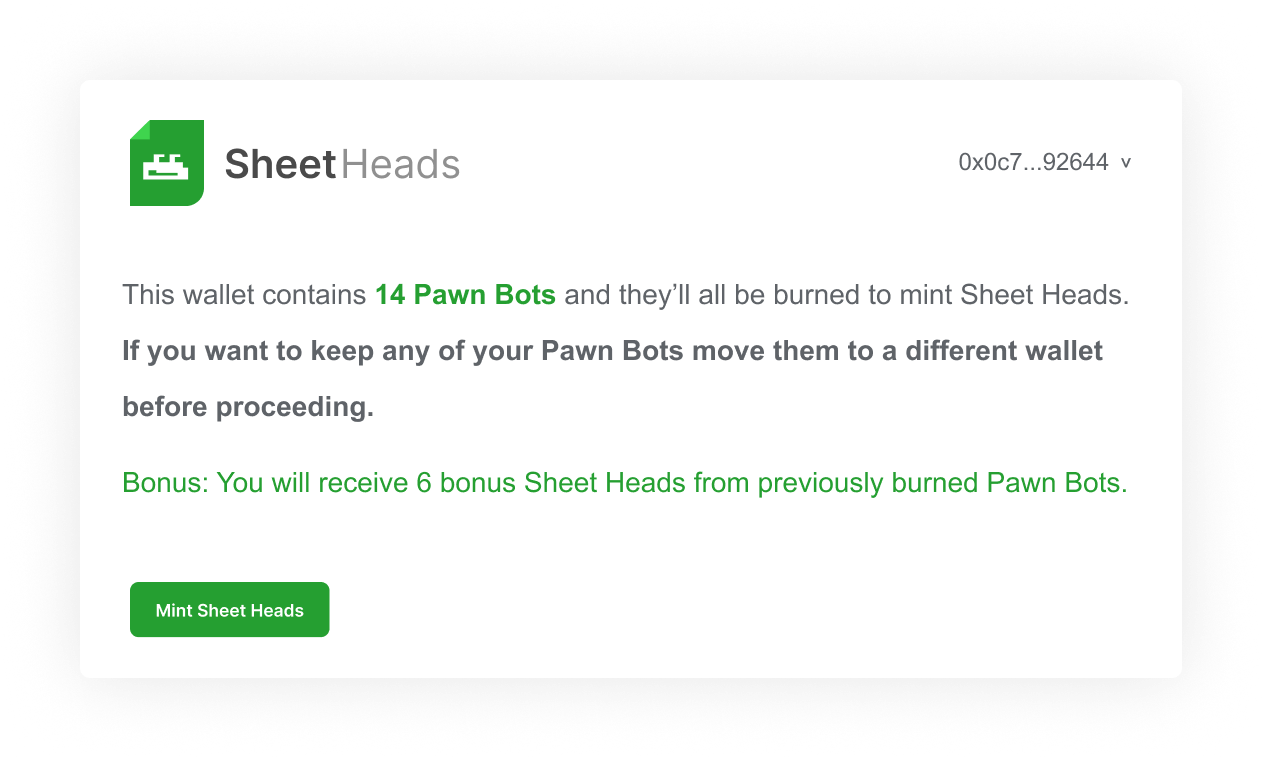 SheetHeads
0x0c7...92644 v
This wallet contains 14 Pawn Bots and they’ll all be burned to mint Sheet Heads.
If you want to keep any of your Pawn Bots move them to a different wallet
before proceeding.
Bonus: You will receive 6 bonus Sheet Heads from previously burned Pawn Bots.
Mint Sheet Heads